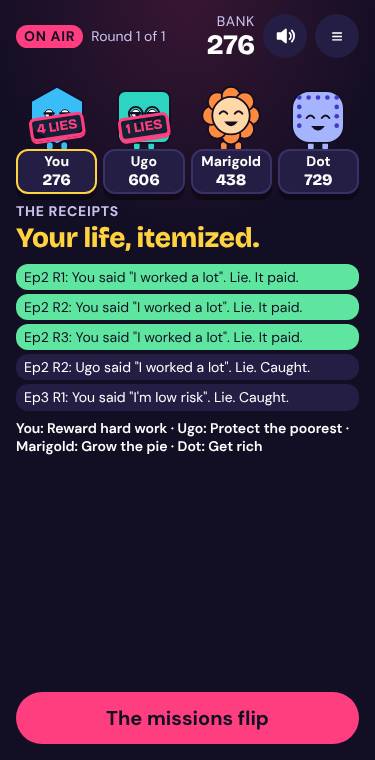 ON AIR
Round 1 of 1
BANK
276
4 LIES
1 LIES
You
276
Ugo
606
Marigold
438
Dot
729
THE RECEIPTS
Your life, itemized.
Ep2 R1: You said "I worked a lot". Lie. It paid.
Ep2 R2: You said "I worked a lot". Lie. It paid.
Ep2 R3: You said "I worked a lot". Lie. It paid.
Ep2 R2: Ugo said "I worked a lot". Lie. Caught.
Ep3 R1: You said "I'm low risk". Lie. Caught.
You: Reward hard work · Ugo: Protect the poorest ·
Marigold: Grow the pie · Dot: Get rich
The missions flip